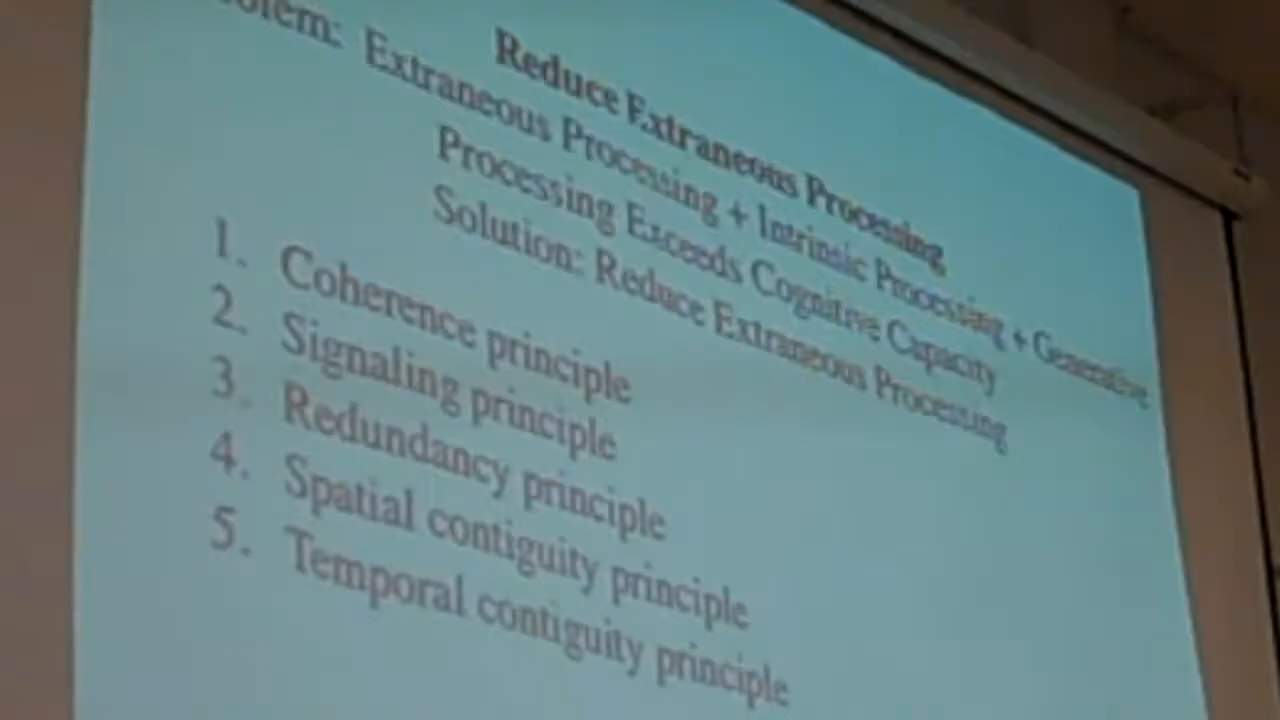 Reduce Extraneous Processing
Problem: Extraneous Processing + Intrinsic Processing + Generative
Processing Exceeds Cognitive Capacity
Solution: Reduce Extraneous Processing
1. Coherence principle
2. Signaling principle
3. Redundancy principle
4. Spatial contiguity principle
5. Temporal contiguity principle